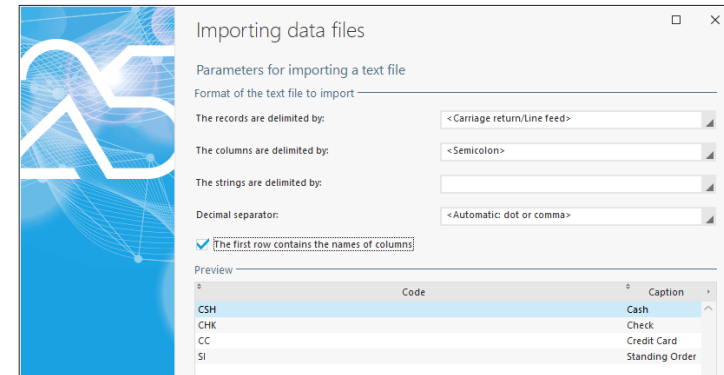 Importing data files
Parameters for importing a text file
Format of the text file to import
The records are delimited by: <Carriage return/Line feed>
The columns are delimited by: <Semicolon>
The strings are delimited by:
Decimal separator: <Automatic: dot or comma>
The first row contains the names of columns
Preview
Code Caption
CSH Cash
CHK Check
CC Credit Card
SI Standing Order